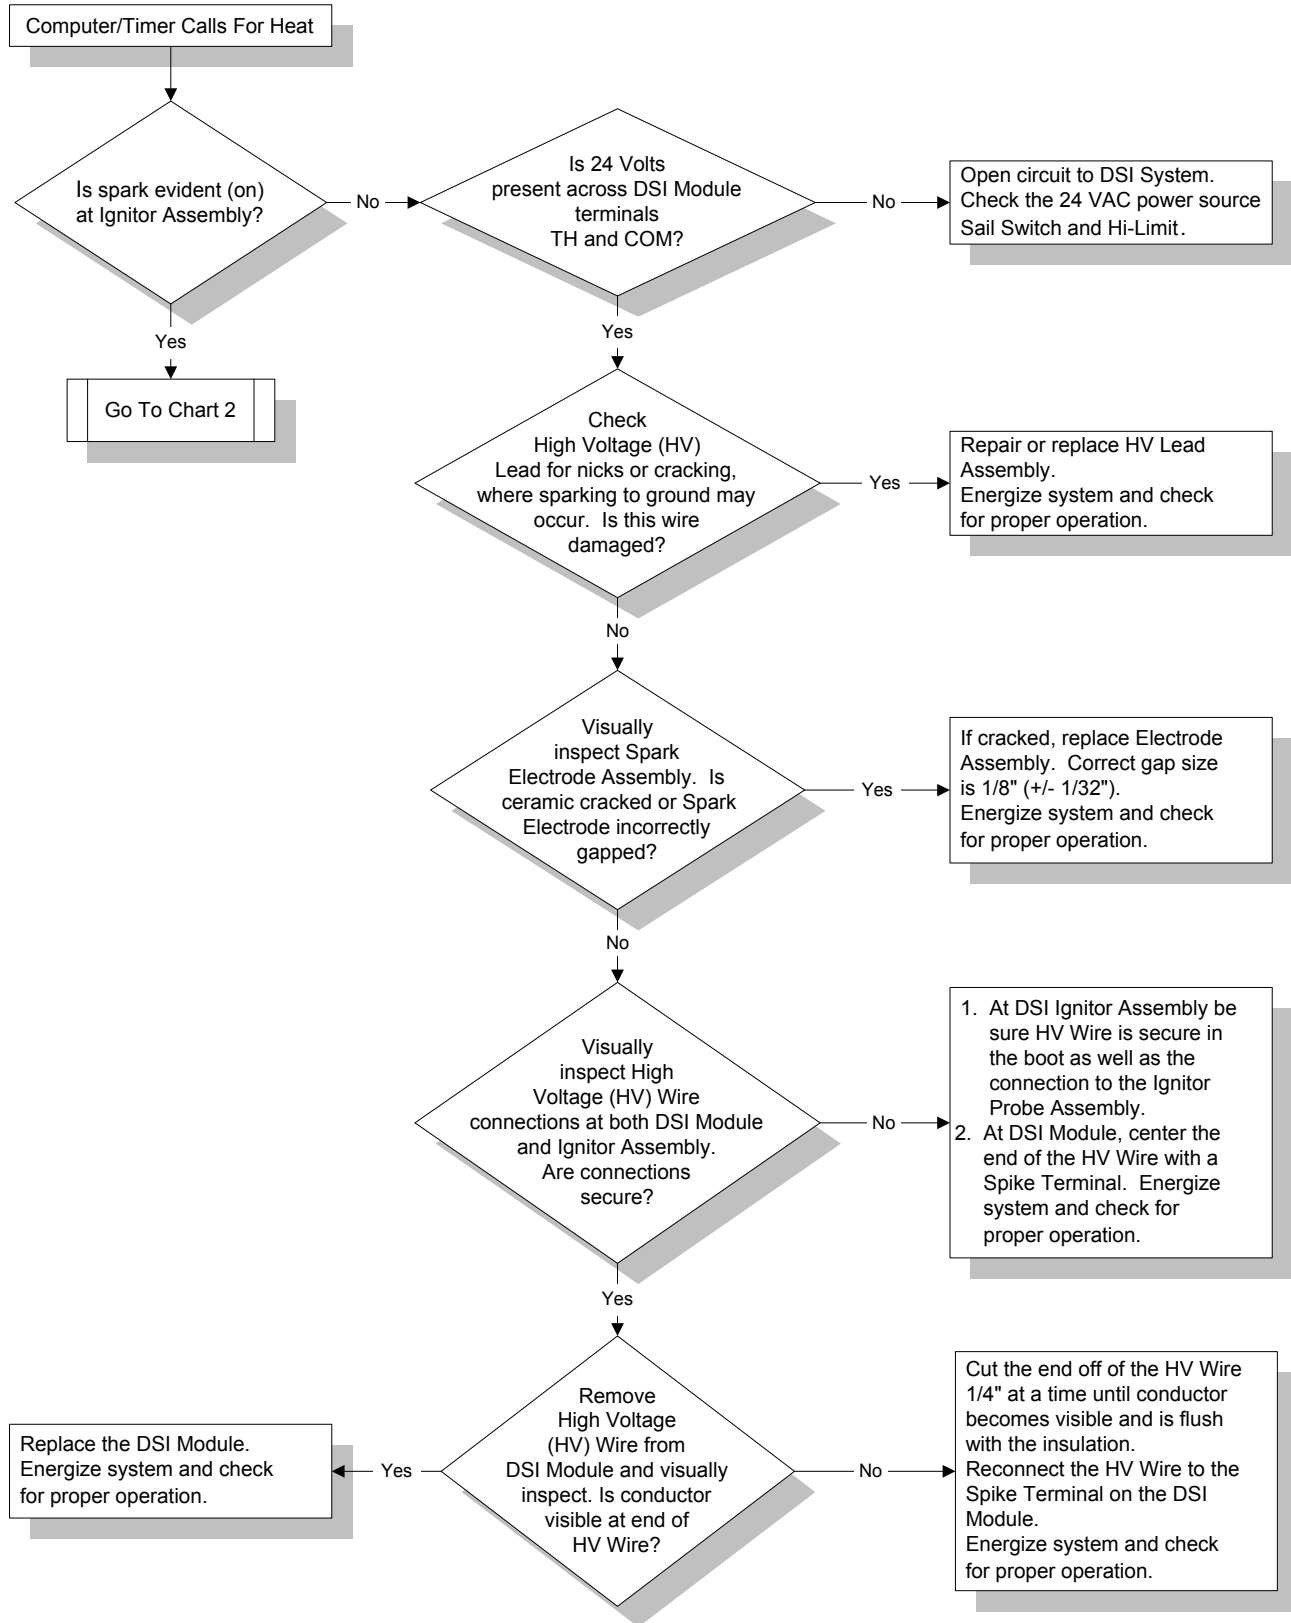 Computer/Timer Calls For Heat
Is spark evident (on)
at Ignitor Assembly?
No
Is 24 Volts
present across DSI Module
terminals
TH and COM?
No
Open circuit to DSI System.
Check the 24 VAC power source
Sail Switch and Hi-Limit.
Yes
Go To Chart 2
Yes
Check
High Voltage (HV)
Lead for nicks or cracking,
where sparking to ground may
occur. Is this wire
damaged?
Yes
Repair or replace HV Lead
Assembly.
Energize system and check
for proper operation.
No
Visually
inspect Spark
Electrode Assembly. Is
ceramic cracked or Spark
Electrode incorrectly
gapped?
Yes
If cracked, replace Electrode
Assembly. Correct gap size
is 1/8" (+/- 1/32").
Energize system and check
for proper operation.
No
Visually
inspect High
Voltage (HV) Wire
connections at both DSI Module
and Ignitor Assembly.
Are connections
secure?
No
1. At DSI Ignitor Assembly be
sure HV Wire is secure in
the boot as well as the
connection to the Ignitor
Probe Assembly.
2. At DSI Module, center the
end of the HV Wire with a
Spike Terminal. Energize
system and check for
proper operation.
Yes
Remove
High Voltage
(HV) Wire from
DSI Module and visually
inspect. Is conductor
visible at end of
HV Wire?
Yes
Replace the DSI Module.
Energize system and check
for proper operation.
No
Cut the end off of the HV Wire
1/4" at a time until conductor
becomes visible and is flush
with the insulation.
Reconnect the HV Wire to the
Spike Terminal on the DSI
Module.
Energize system and check
for proper operation.